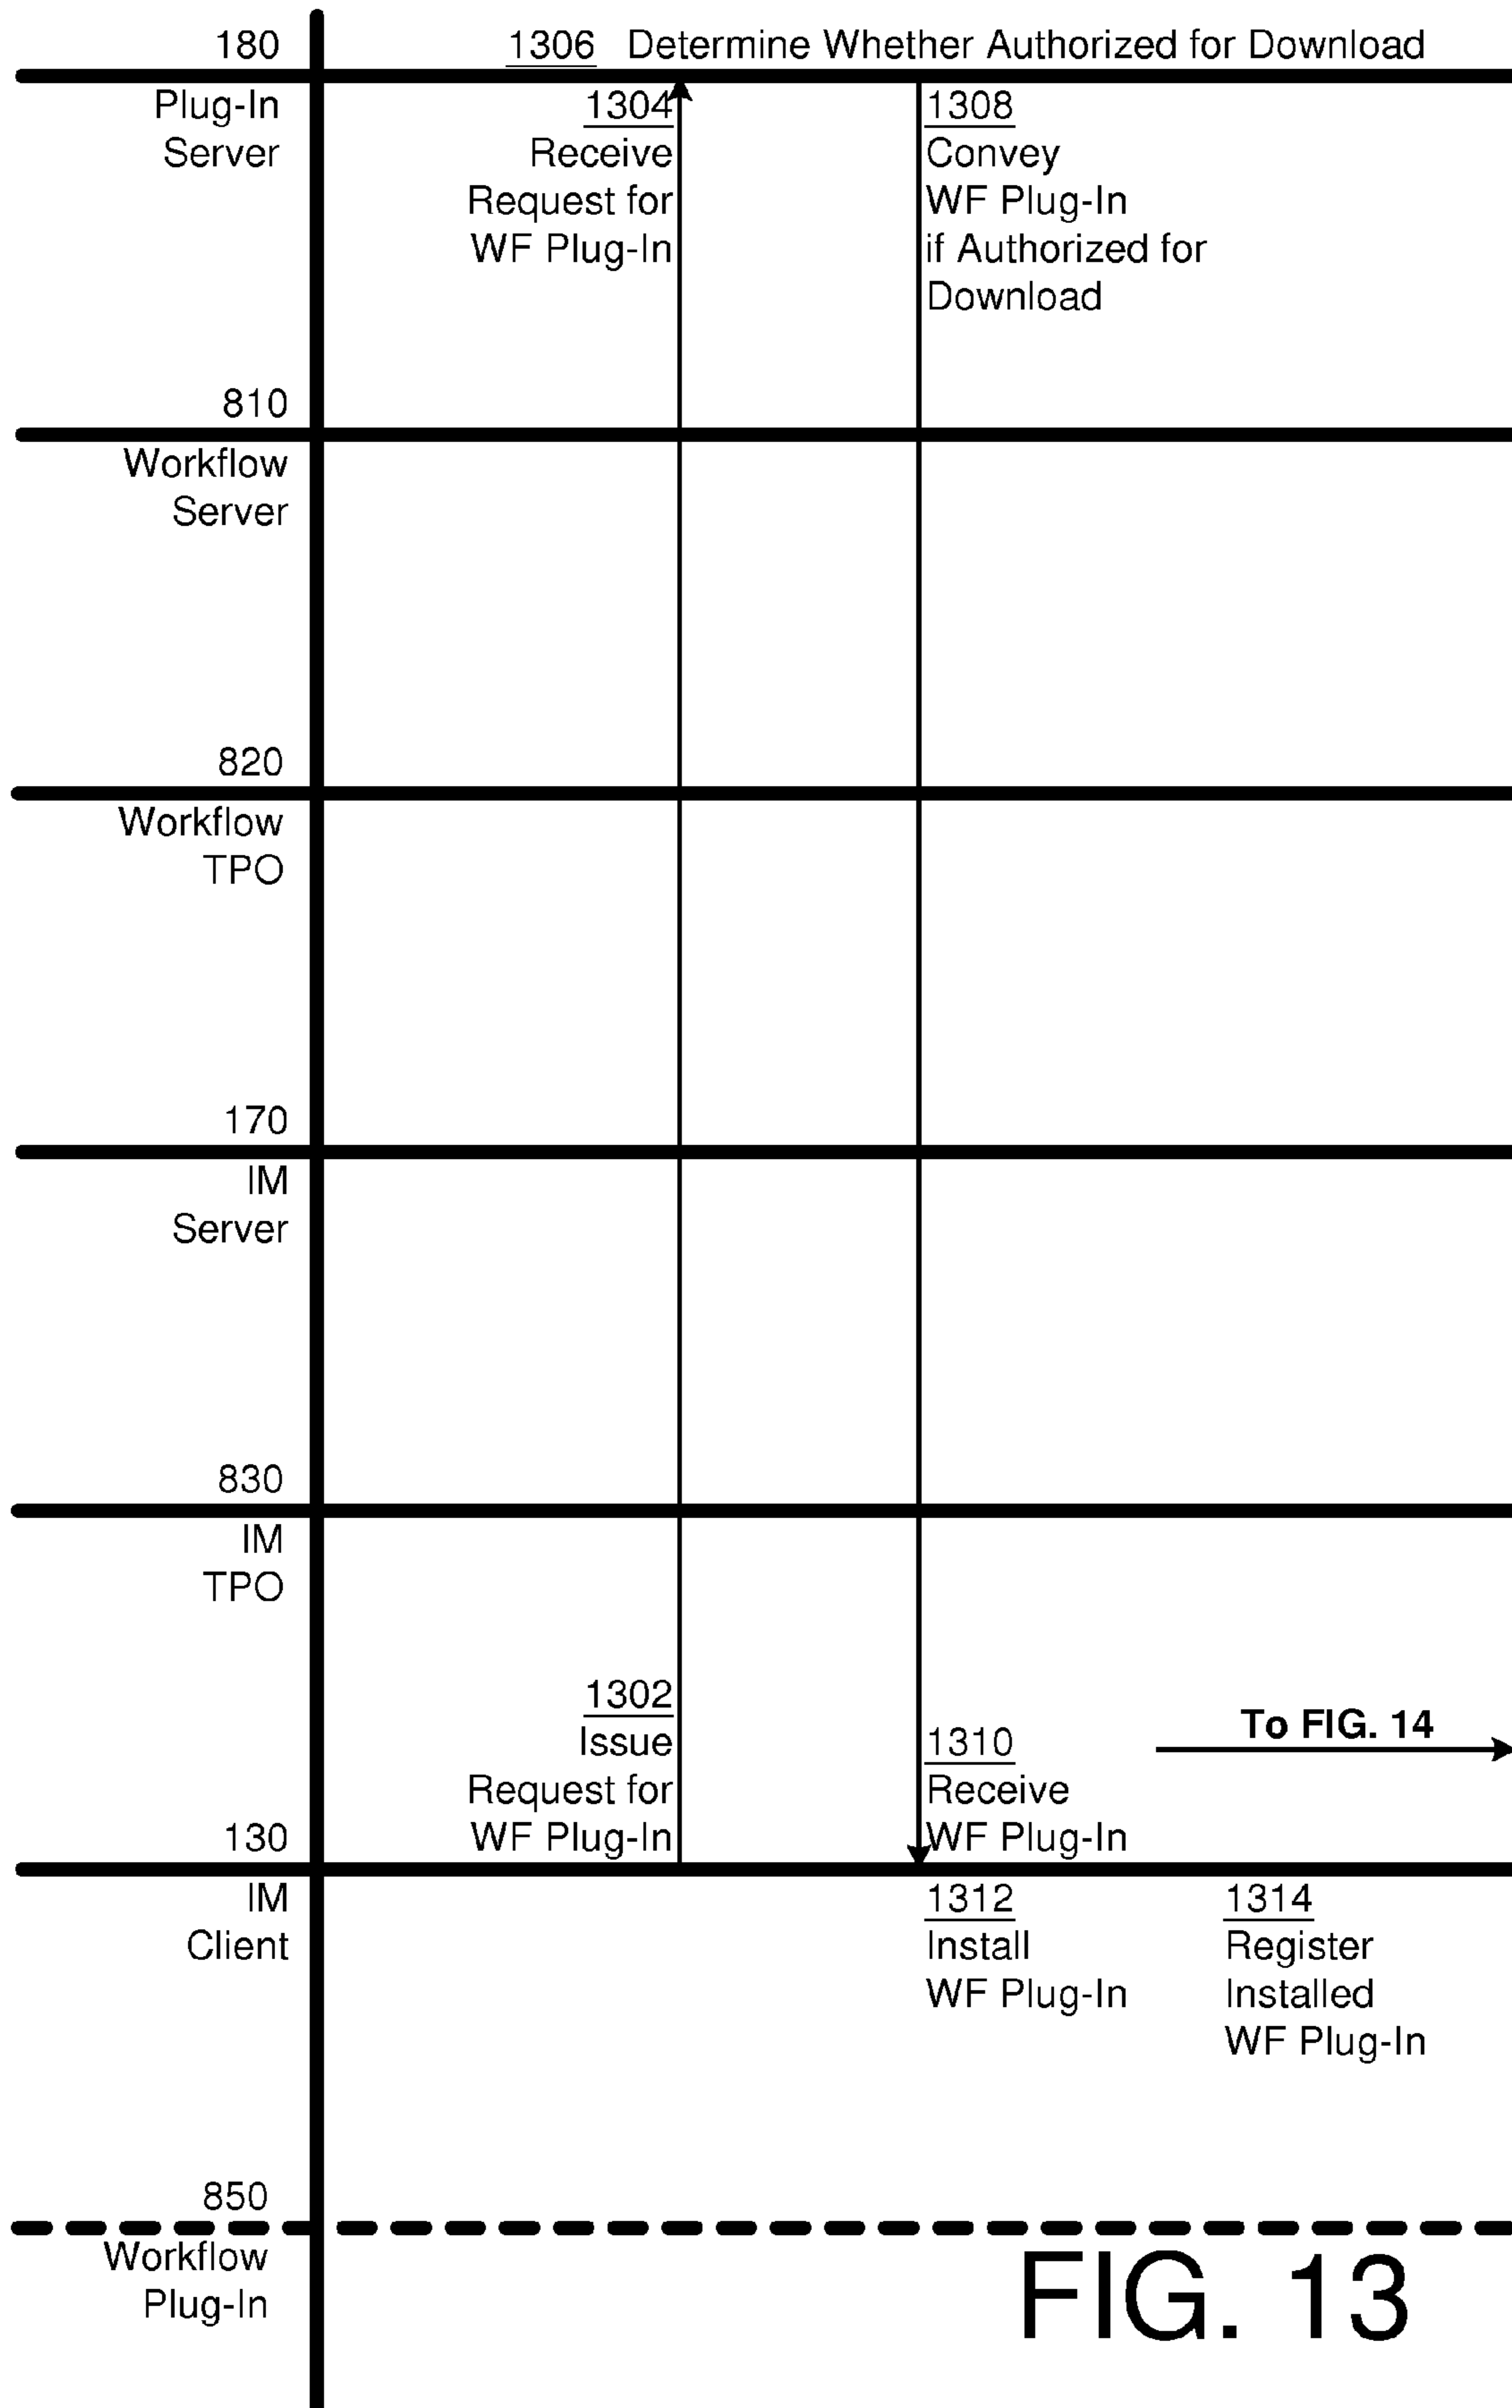 180
1306 Determine Whether Authorized for Download
Plug-In
Server
1304
Receive
Request for
WF Plug-In
1308
Convey
WF Plug-In
if Authorized for
Download
810
Workflow
Server
820
Workflow
TPO
170
IM
Server
830
IM
TPO
1302
Issue
Request for
WF Plug-In
1310
Receive
WF Plug-In
To FIG. 14
130
IM
Client
1312
Install
WF Plug-In
1314
Register
Installed
WF Plug-In
850
Workflow
Plug-In
FIG. 13